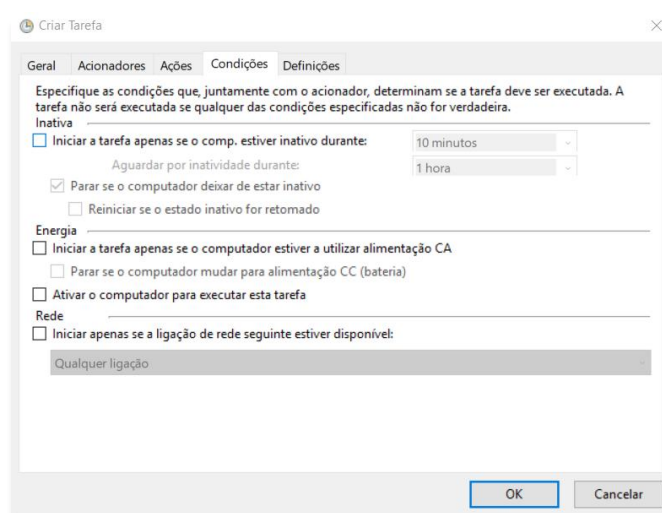 Criar Tarefa
Geral Acionadores Ações Condições Definições
Especifique as condições que, juntamente com o acionador, determinam se a tarefa deve ser executada. A
tarefa não será executada se qualquer das condições especificadas não for verdadeira.
Inativa
Iniciar a tarefa apenas se o comp. estiver inativo durante: 10 minutos
Aguardar por inatividade durante: 1 hora
Parar se o computador deixar de estar inativo
Reiniciar se o estado inativo for retomado
Energia
Iniciar a tarefa apenas se o computador estiver a utilizar alimentação CA
Parar se o computador mudar para alimentação CC (bateria)
Ativar o computador para executar esta tarefa
Rede
Iniciar apenas se a ligação de rede seguinte estiver disponível:
Qualquer ligação
OK Cancelar